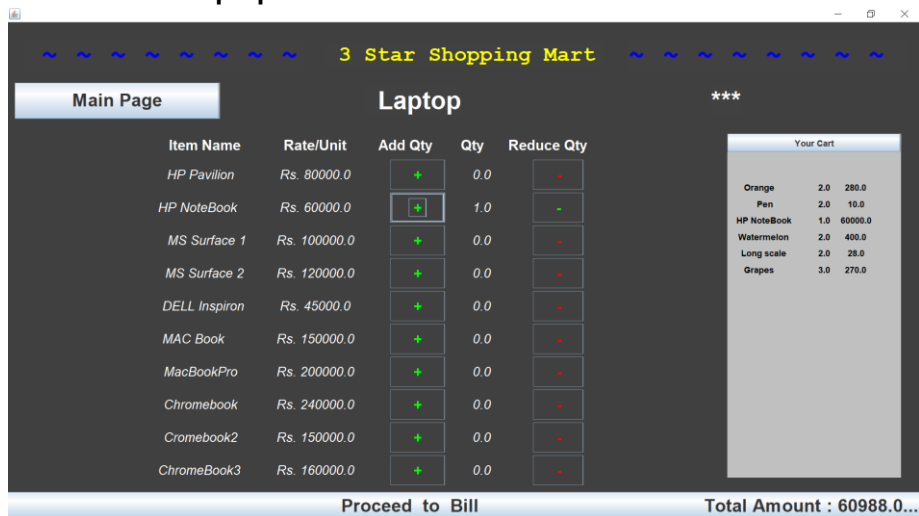 ~ ~ ~ ~ ~ ~ ~ ~ 3 Star Shopping Mart ~ ~ ~ ~ ~ ~ ~ ~
Main Page Laptop ***
Item Name Rate/Unit Add Qty Qty Reduce Qty
HP Pavilion Rs. 80000.0 + 0.0 -
HP NoteBook Rs. 60000.0 + 1.0 -
MS Surface 1 Rs. 100000.0 + 0.0 -
MS Surface 2 Rs. 120000.0 + 0.0 -
DELL Inspiron Rs. 45000.0 + 0.0 -
MAC Book Rs. 150000.0 + 0.0 -
MacBookPro Rs. 200000.0 + 0.0 -
Chromebook Rs. 240000.0 + 0.0 -
Cromebook2 Rs. 150000.0 + 0.0 -
ChromeBook3 Rs. 160000.0 + 0.0 -
Your Cart
Orange 2.0 280.0
Pen 2.0 10.0
HP NoteBook 1.0 60000.0
Watermelon 2.0 400.0
Long scale 2.0 28.0
Grapes 3.0 270.0
Proceed to Bill Total Amount : 60988.0...